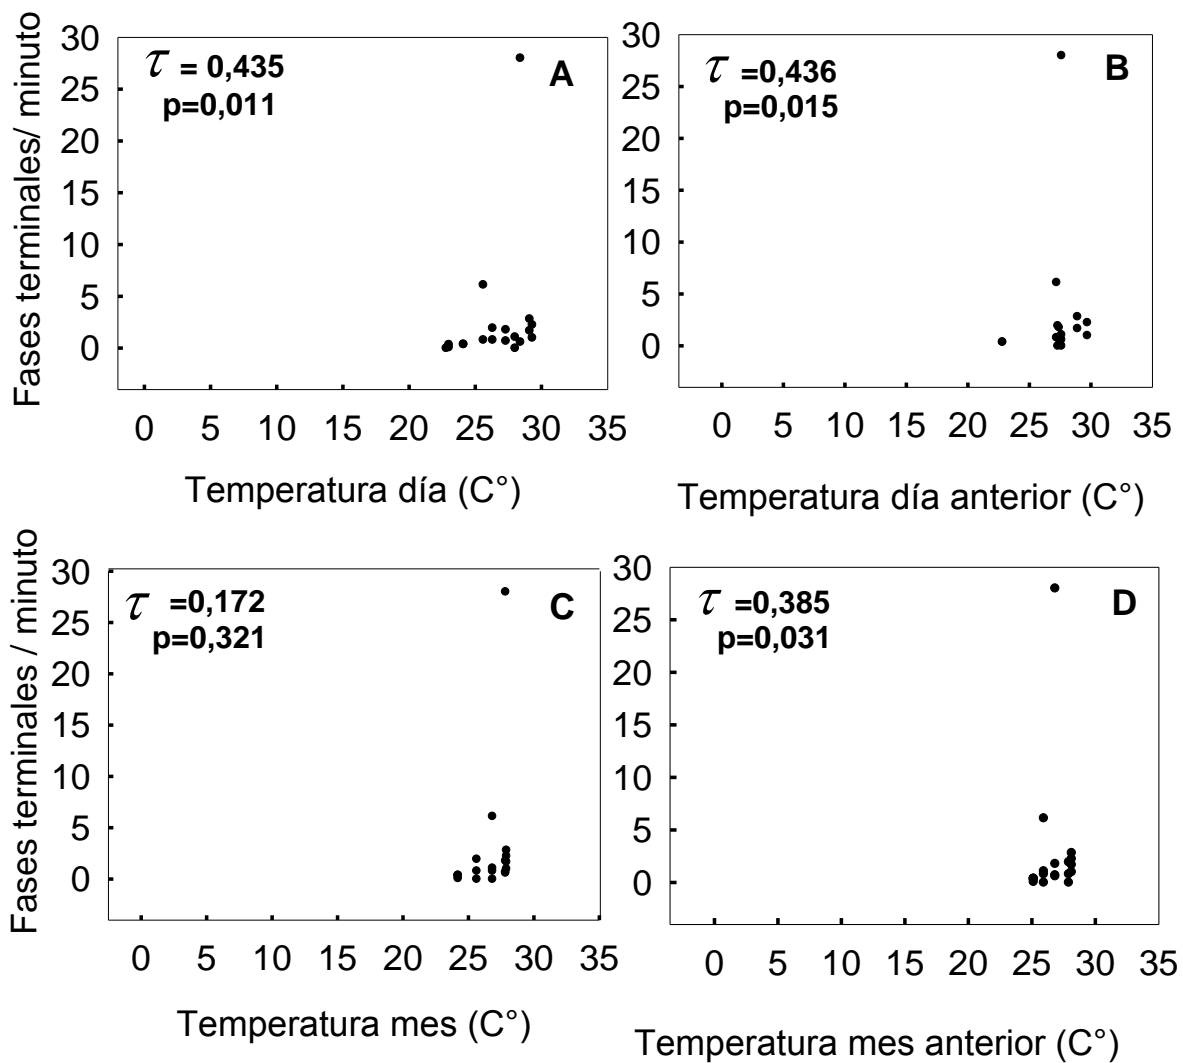 Fases terminales/ minuto
30
25
20
15
10
5
0
τ = 0,435
p=0,011
A
0 5 10 15 20 25 30 35
Temperatura día (C°)
30
25
20
15
10
5
0
τ =0,436
p=0,015
B
0 5 10 15 20 25 30 35
Temperatura día anterior (C°)
Fases terminales / minuto
30
25
20
15
10
5
0
τ =0,172
p=0,321
C
0 5 10 15 20 25 30 35
Temperatura mes (C°)
30
25
20
15
10
5
0
τ =0,385
p=0,031
D
0 5 10 15 20 25 30 35
Temperatura mes anterior (C°)